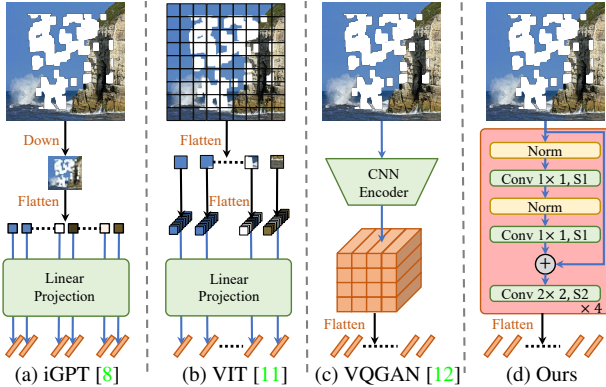 Down
Flatten
Linear
Projection
(a) iGPT [8]
Flatten
Flatten
Linear
Projection
(b) VIT [11]
CNN
Encoder
Flatten
(c) VQGAN [12]
Norm
Conv 1× 1, S1
Norm
Conv 1×1, S1
+
Conv 2× 2, S2
× 4
Flatten
(d) Ours